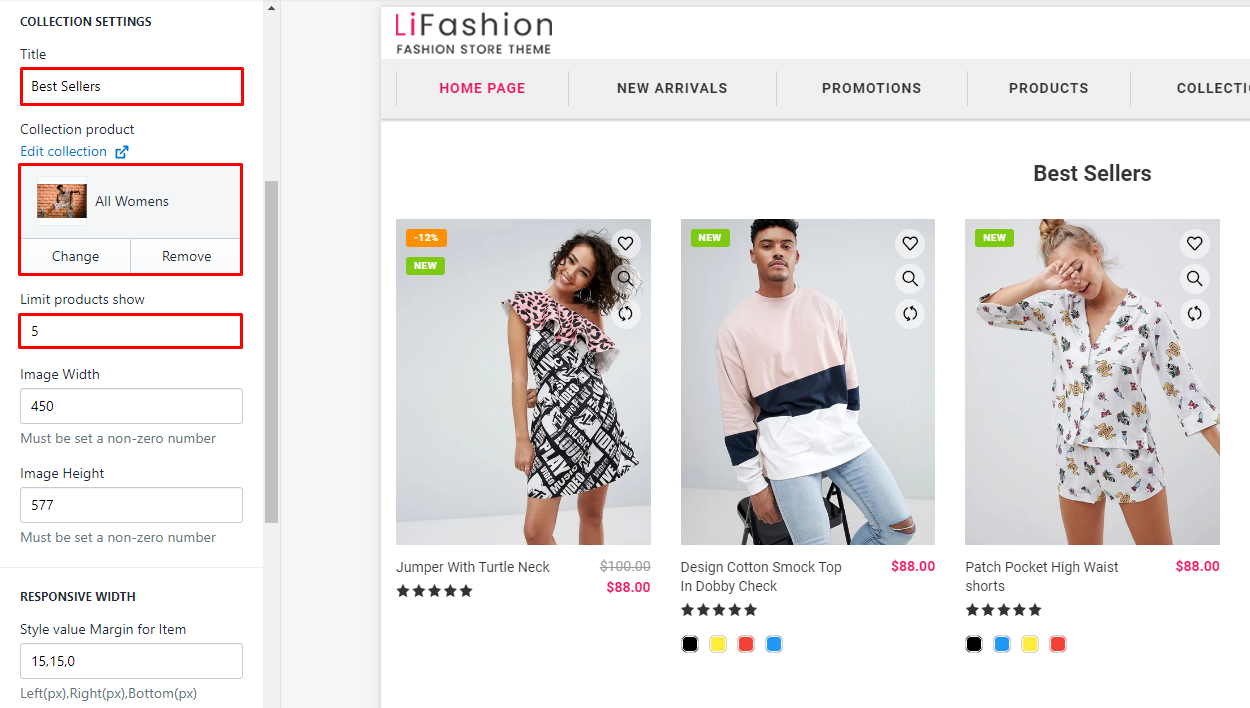 COLLECTION SETTINGS
Title
Best Sellers
Collection product
Edit collection
All Womens
Change
Remove
Limit products show
5
Image Width
450
Must be set a non-zero number
Image Height
577
Must be set a non-zero number
RESPONSIVE WIDTH
Style value Margin for Item
15,15,0
Left(px),Right(px),Bottom(px)
LiFashion
FASHION STORE THEME
HOME PAGE
NEW ARRIVALS
PROMOTIONS
PRODUCTS
COLLECTI
Best Sellers
-12%
NEW
NEW
NEW
Jumper With Turtle Neck
$100.00
$88.00
Design Cotton Smock Top
In Dobby Check
$88.00
Patch Pocket High Waist
shorts
$88.00